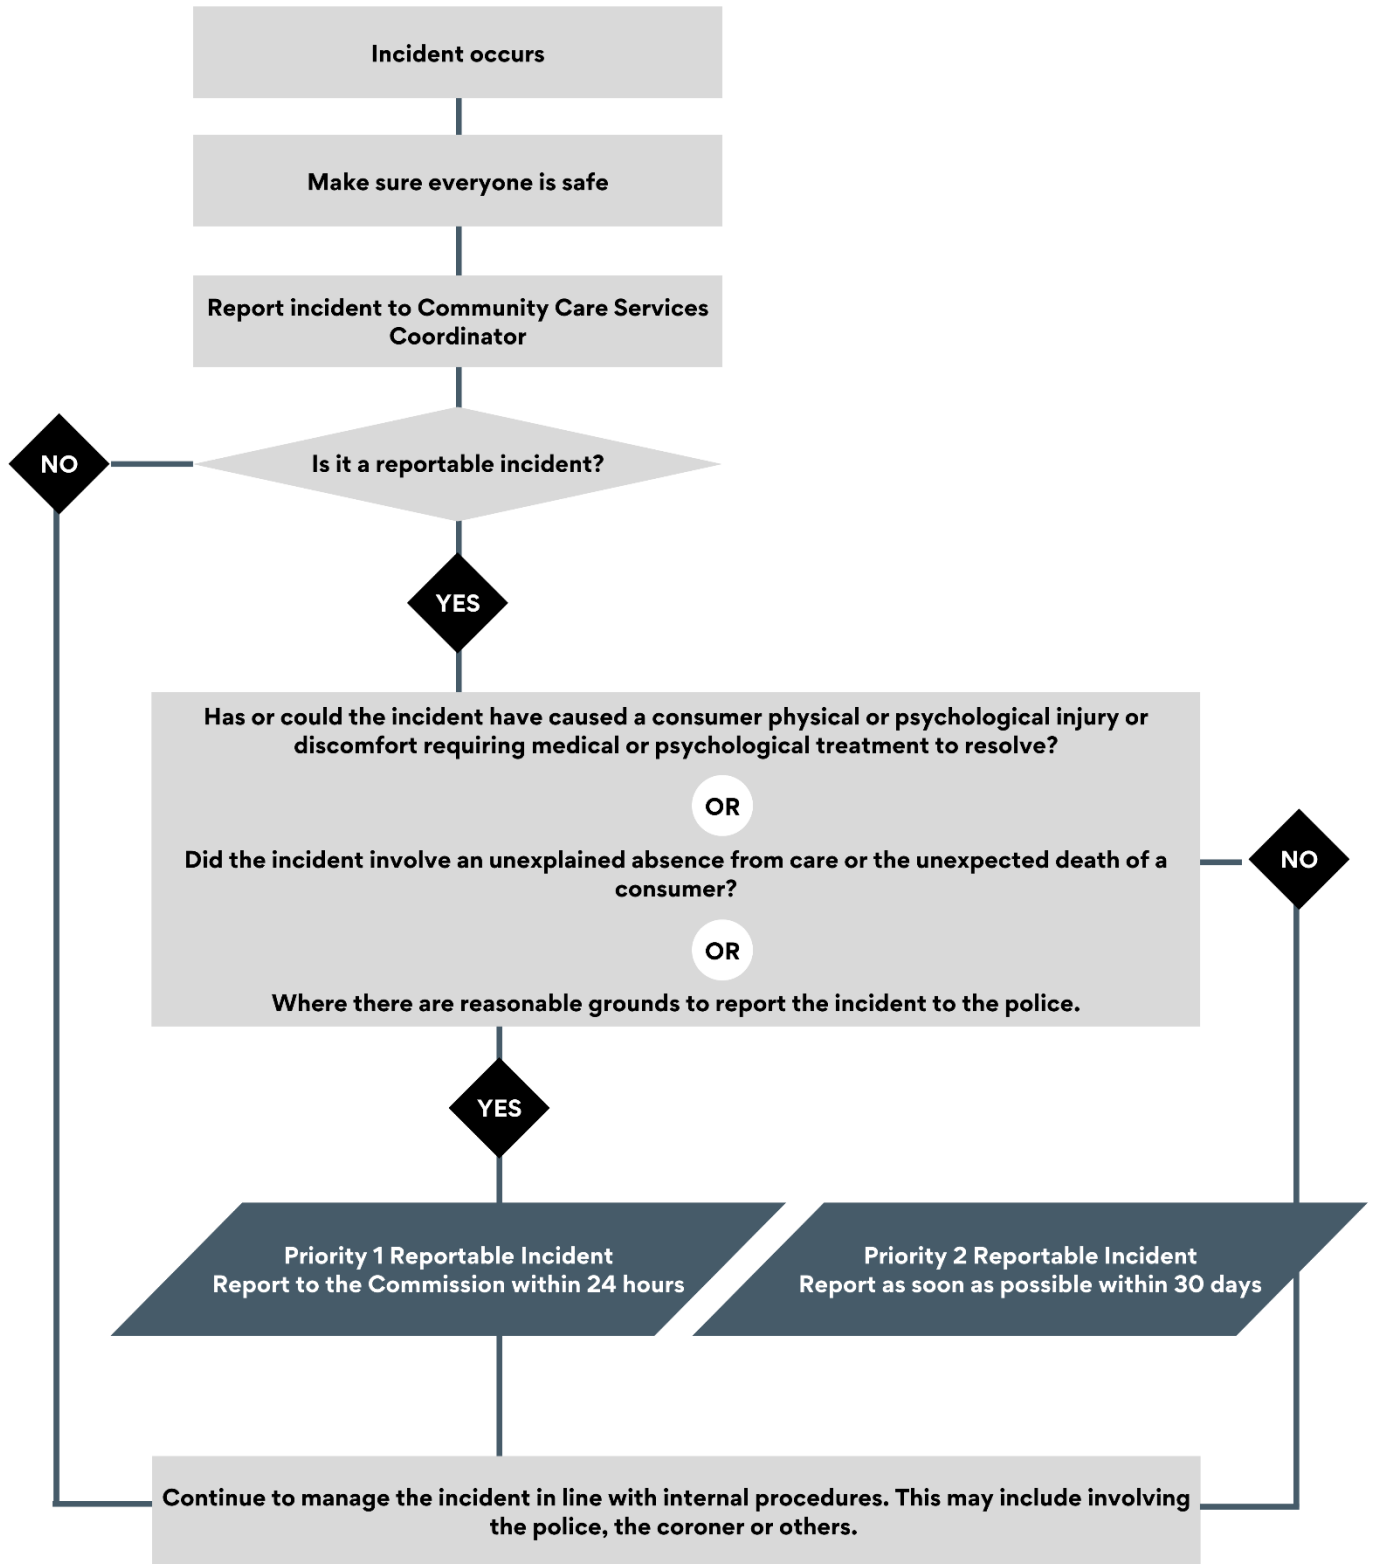 Incident occurs
Make sure everyone is safe
Report incident to Community Care Services
Coordinator
NO
Is it a reportable incident?
YES
Has or could the incident have caused a consumer physical or psychological injury or
discomfort requiring medical or psychological treatment to resolve?
OR
Did the incident involve an unexplained absence from care or the unexpected death of a
consumer?
NO
OR
Where there are reasonable grounds to report the incident to the police.
YES
Priority 1 Reportable Incident
Report to the Commission within 24 hours
Priority 2 Reportable Incident
Report as soon as possible within 30 days
Continue to manage the incident in line with internal procedures. This may include involving
the police, the coroner or others.